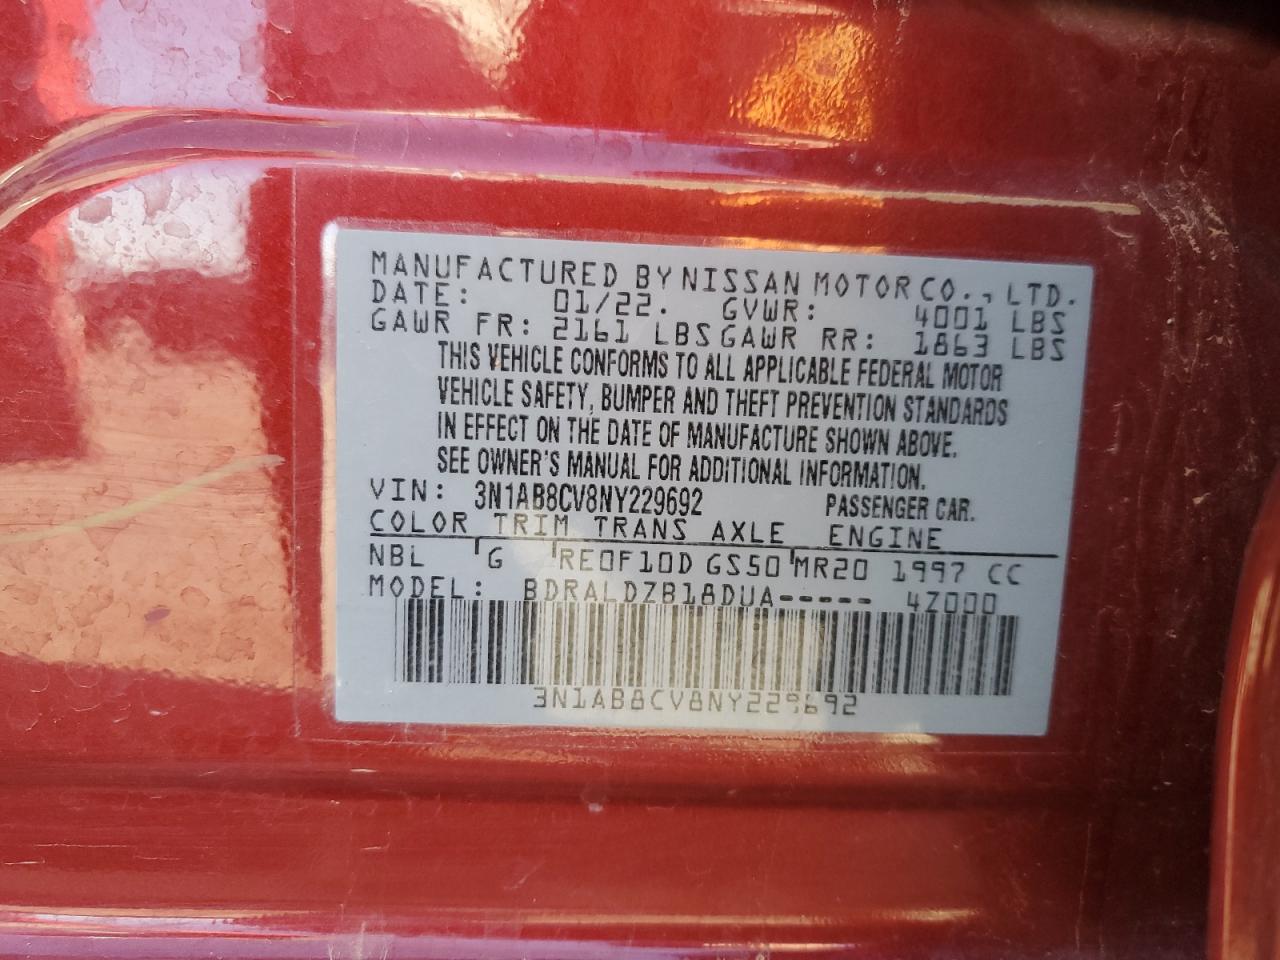 MANUFACTURED BY NISSAN MOTOR CO., LTD.
DATE: 01/22. GVWR: 4001 LBS
GAWR FR: 2161 LBS GAWR RR: 1863 LBS
THIS VEHICLE CONFORMS TO ALL APPLICABLE FEDERAL MOTOR
VEHICLE SAFETY, BUMPER AND THEFT PREVENTION STANDARDS
IN EFFECT ON THE DATE OF MANUFACTURE SHOWN ABOVE.
SEE OWNER'S MANUAL FOR ADDITIONAL INFORMATION.
VIN: 3N1AB8CV8NY229692 PASSENGER CAR.
COLOR TRIM TRANS AXLE ENGINE
NBL G RE0F10D GS50 MR20 1997 CC
MODEL: BDRALDZB18DUA----- 4Z000
3N1AB8CV8NY229692